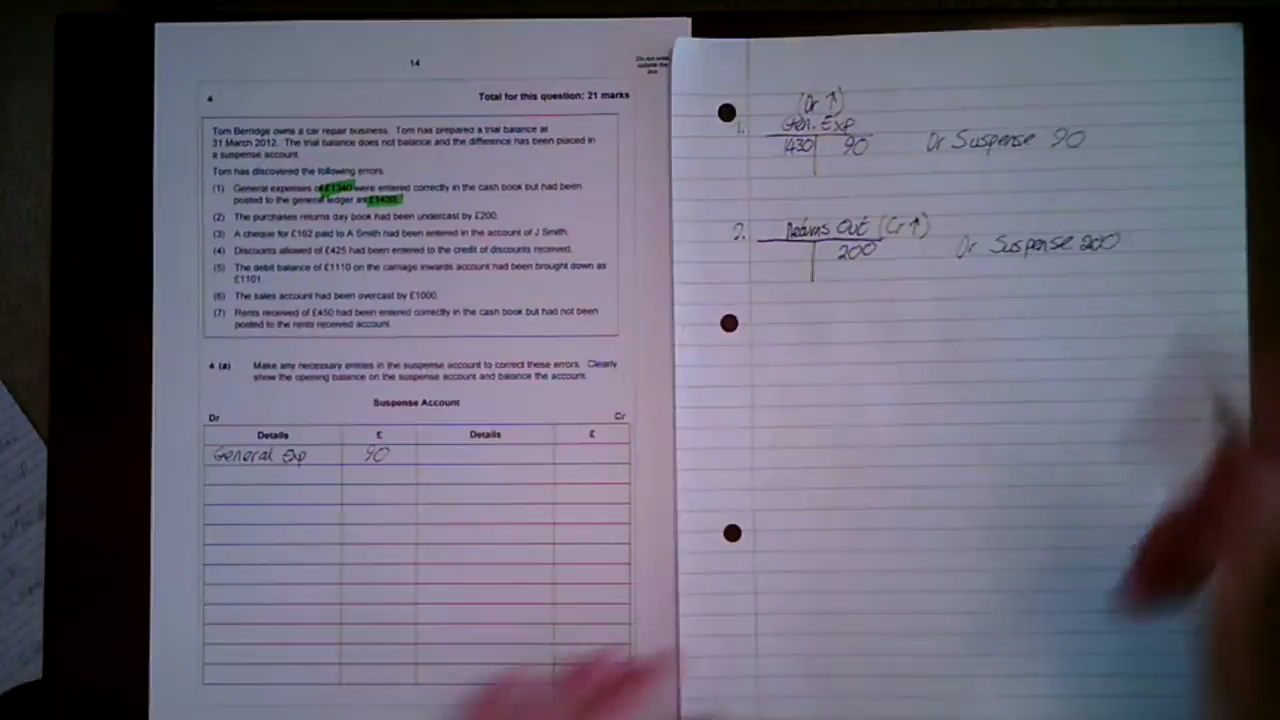 14
Do not write
outside the
box
4
Total for this question: 21 marks
Tom Berridge owns a car repair business. Tom has prepared a trial balance at
31 March 2012. The trial balance does not balance and the difference has been placed in
a suspense account.
Tom has discovered the following errors.
(1) General expenses of £1340 were entered correctly in the cash book but had been
posted to the general ledger as £1430.
(2) The purchases returns day book had been undercast by £200.
(3) A cheque for £162 paid to A Smith had been entered in the account of J Smith.
(4) Discounts allowed of £425 had been entered to the credit of discounts received.
(5) The debit balance of £1110 on the carriage inwards account had been brought down as
£1101.
(6) The sales account had been overcast by £1000.
(7) Rents received of £450 had been entered correctly in the cash book but had not been
posted to the rents received account.
4 (a) Make any necessary entries in the suspense account to correct these errors. Clearly
show the opening balance on the suspense account and balance the account.
Suspense Account
Dr Cr
Details £ Details £
General Exp 90
(Dr ↑)
1. Gen. Exp
1430 90 Dr Suspense 90
2. Returns Out (Cr ↑)
200 Dr Suspense 200